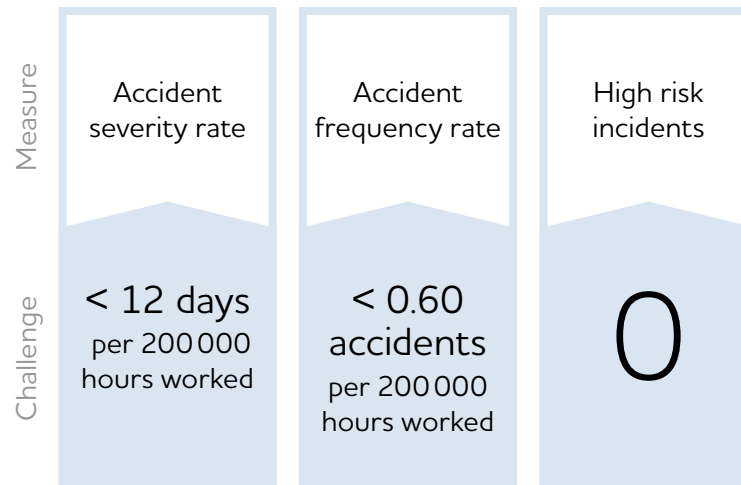 Measure
Accident
severity rate
Accident
frequency rate
High risk
incidents
Challenge
< 12 days
per 200 000
hours worked
< 0.60
accidents
per 200 000
hours worked
0